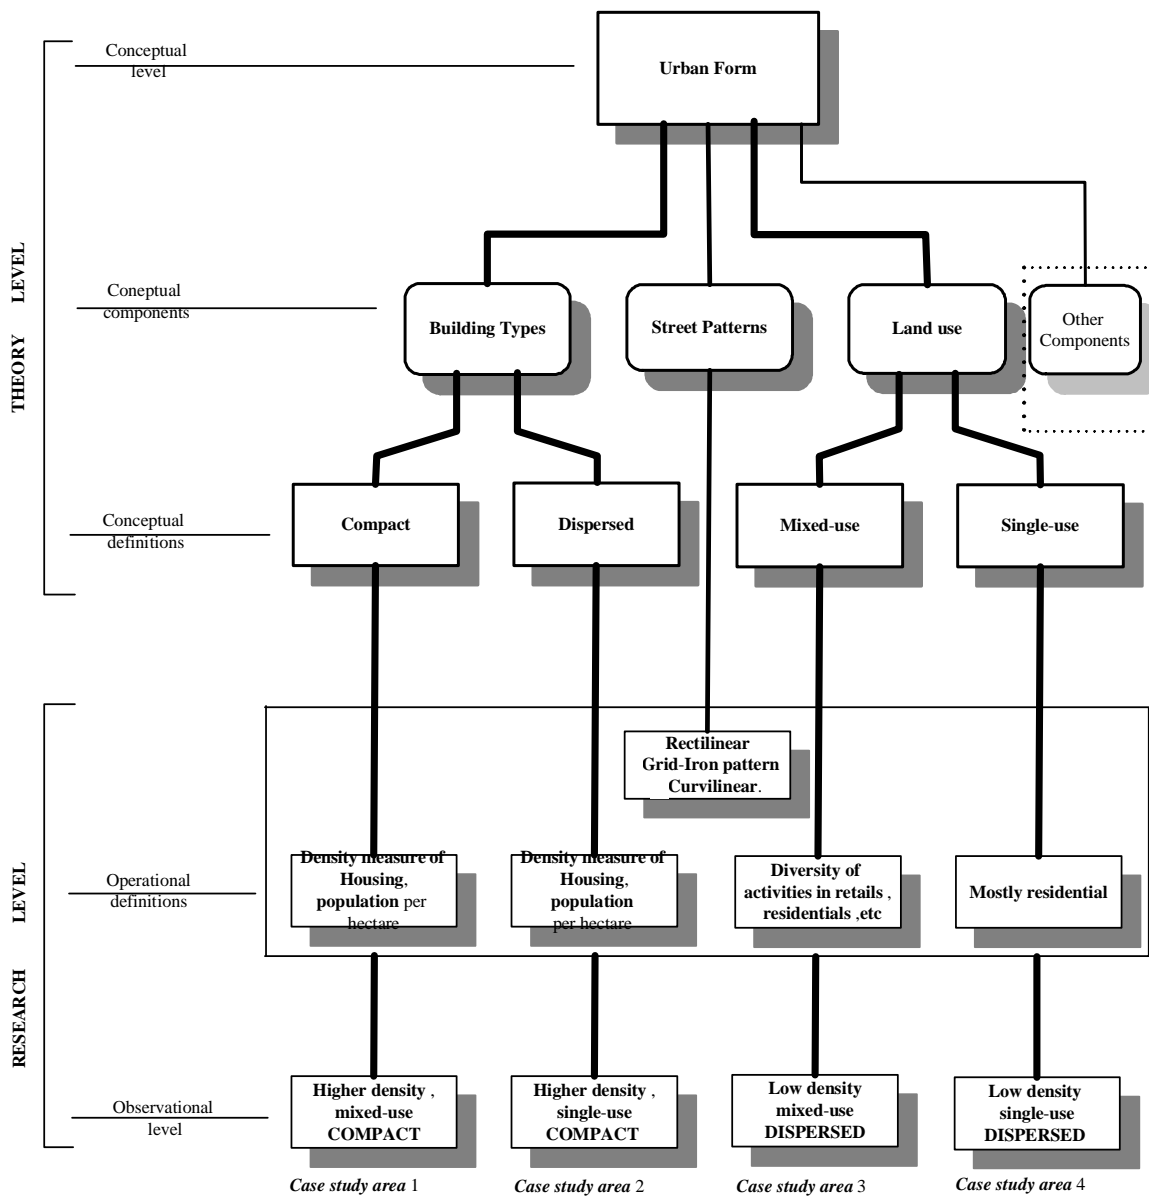 Conceptual
level
Urban Form
THEORY LEVEL
Coneptual
components
Building Types
Street Patterns
Land use
Other
Components
Conceptual
definitions
Compact
Dispersed
Mixed-use
Single-use
RESEARCH LEVEL
Rectilinear
Grid-Iron pattern
Curvilinear.
Operational
definitions
Density measure of
Housing,
population per
hectare
Density measure of
Housing,
population
per hectare
Diversity of
activities in retails ,
residentials ,etc
Mostly residential
Observational
level
Higher density ,
mixed-use
COMPACT
Higher density ,
single-use
COMPACT
Low density
mixed-use
DISPERSED
Low density
single-use
DISPERSED
Case study area 1
Case study area 2
Case study area 3
Case study area 4